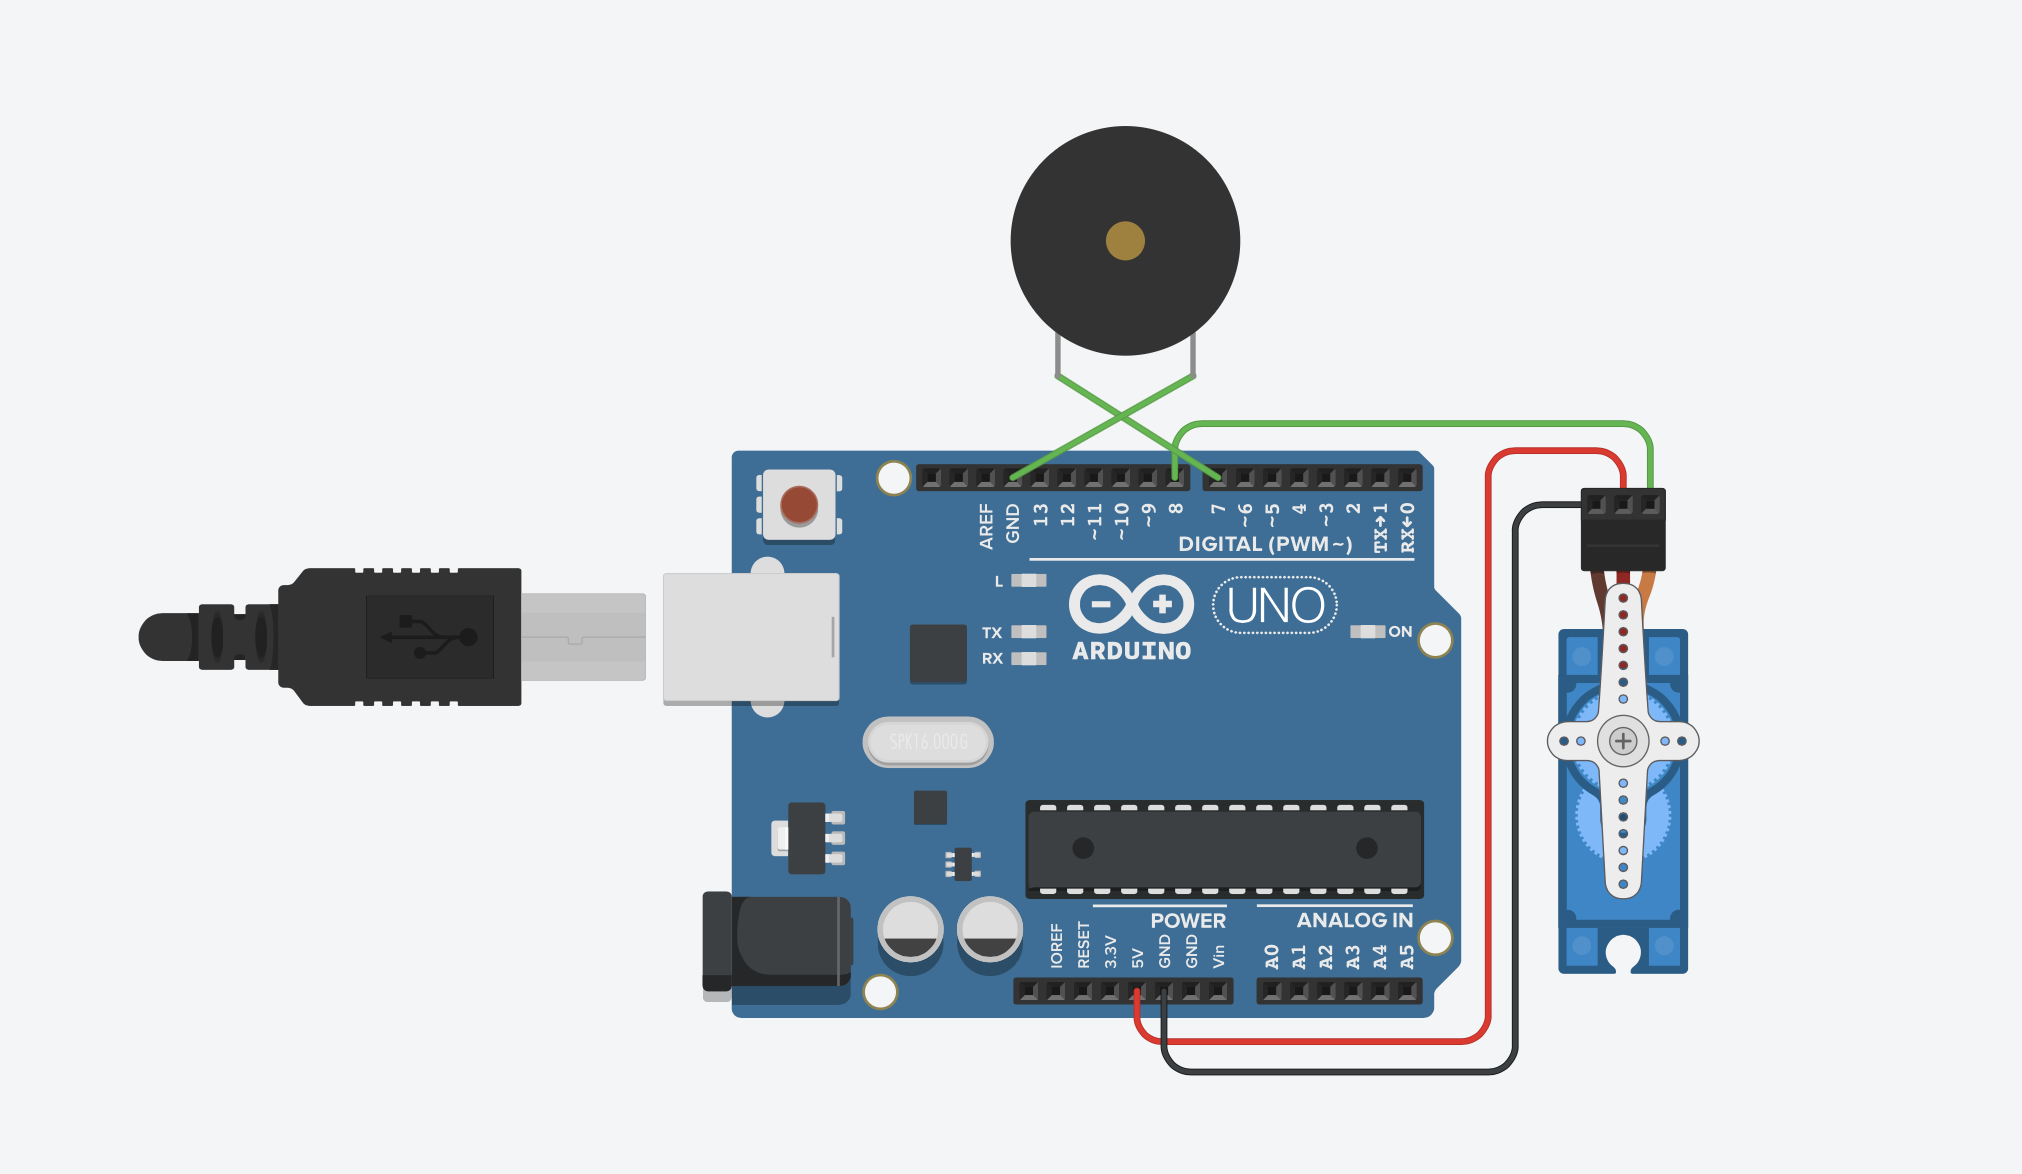 AREF
GND
13
12
~11
~10
~9
8
7
~6
~5
4
~3
2
TX→1
RX←0
DIGITAL (PWM~)
L
TX
RX
ARDUINO
UNO
ON
SPK16.000G
POWER
ANALOG IN
IOREF
RESET
3.3V
5V
GND
GND
Vin
A0
A1
A2
A3
A4
A5